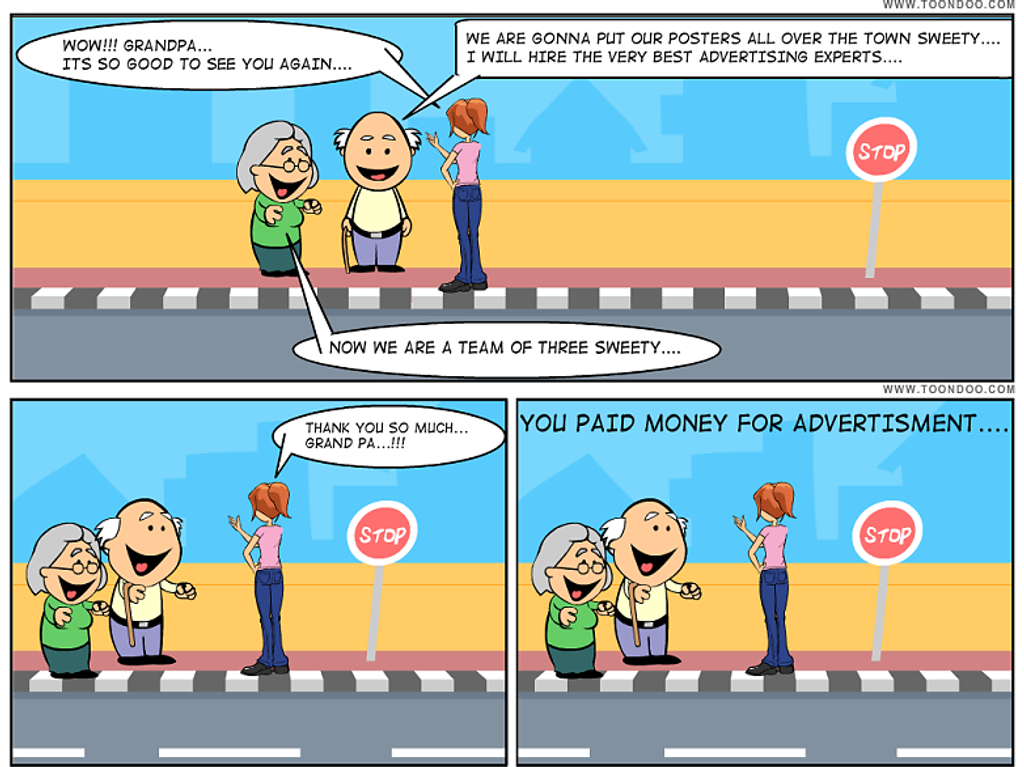 WWW.TOONDOO.COM
WOW!!! GRANDPA...
ITS SO GOOD TO SEE YOU AGAIN....
WE ARE GONNA PUT OUR POSTERS ALL OVER THE TOWN SWEETY....
I WILL HIRE THE VERY BEST ADVERTISING EXPERTS....
STOP
NOW WE ARE A TEAM OF THREE SWEETY....
WWW.TOONDOO.COM
THANK YOU SO MUCH...
GRAND PA...!!!
STOP
YOU PAID MONEY FOR ADVERTISMENT....
STOP